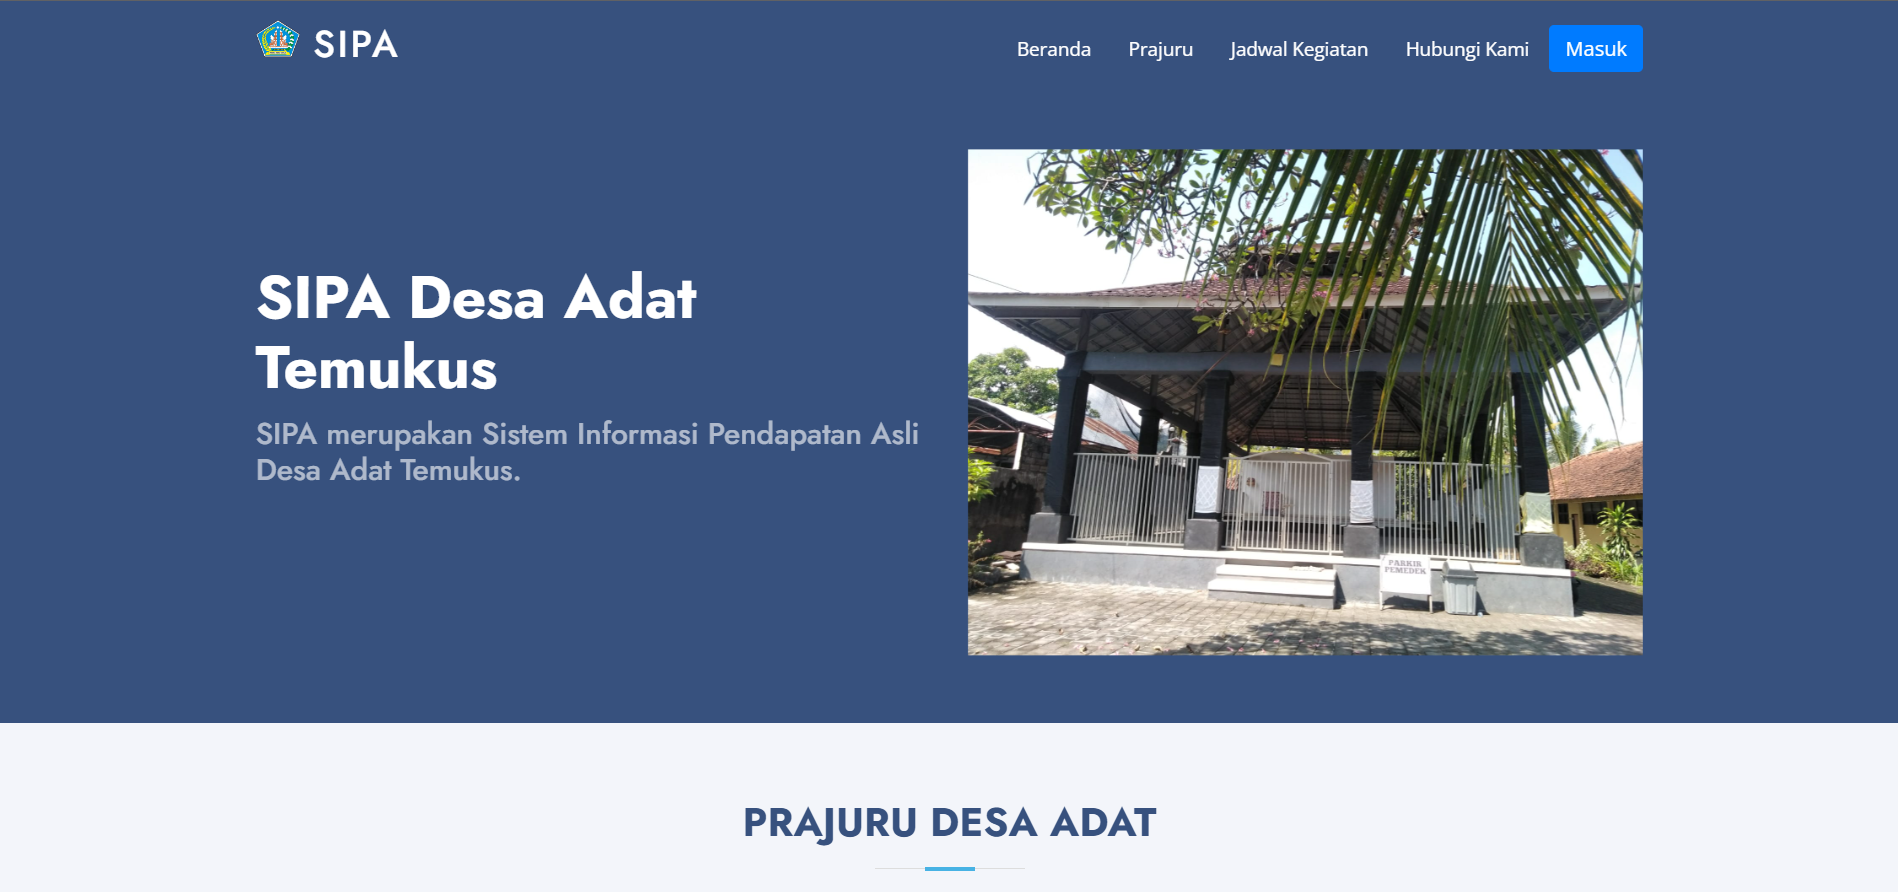 SIPA
Beranda
Prajuru
Jadwal Kegiatan
Hubungi Kami
Masuk
SIPA Desa Adat
Temukus
SIPA merupakan Sistem Informasi Pendapatan Asli
Desa Adat Temukus.
PARKIR
PEMEDEK
PRAJURU DESA ADAT